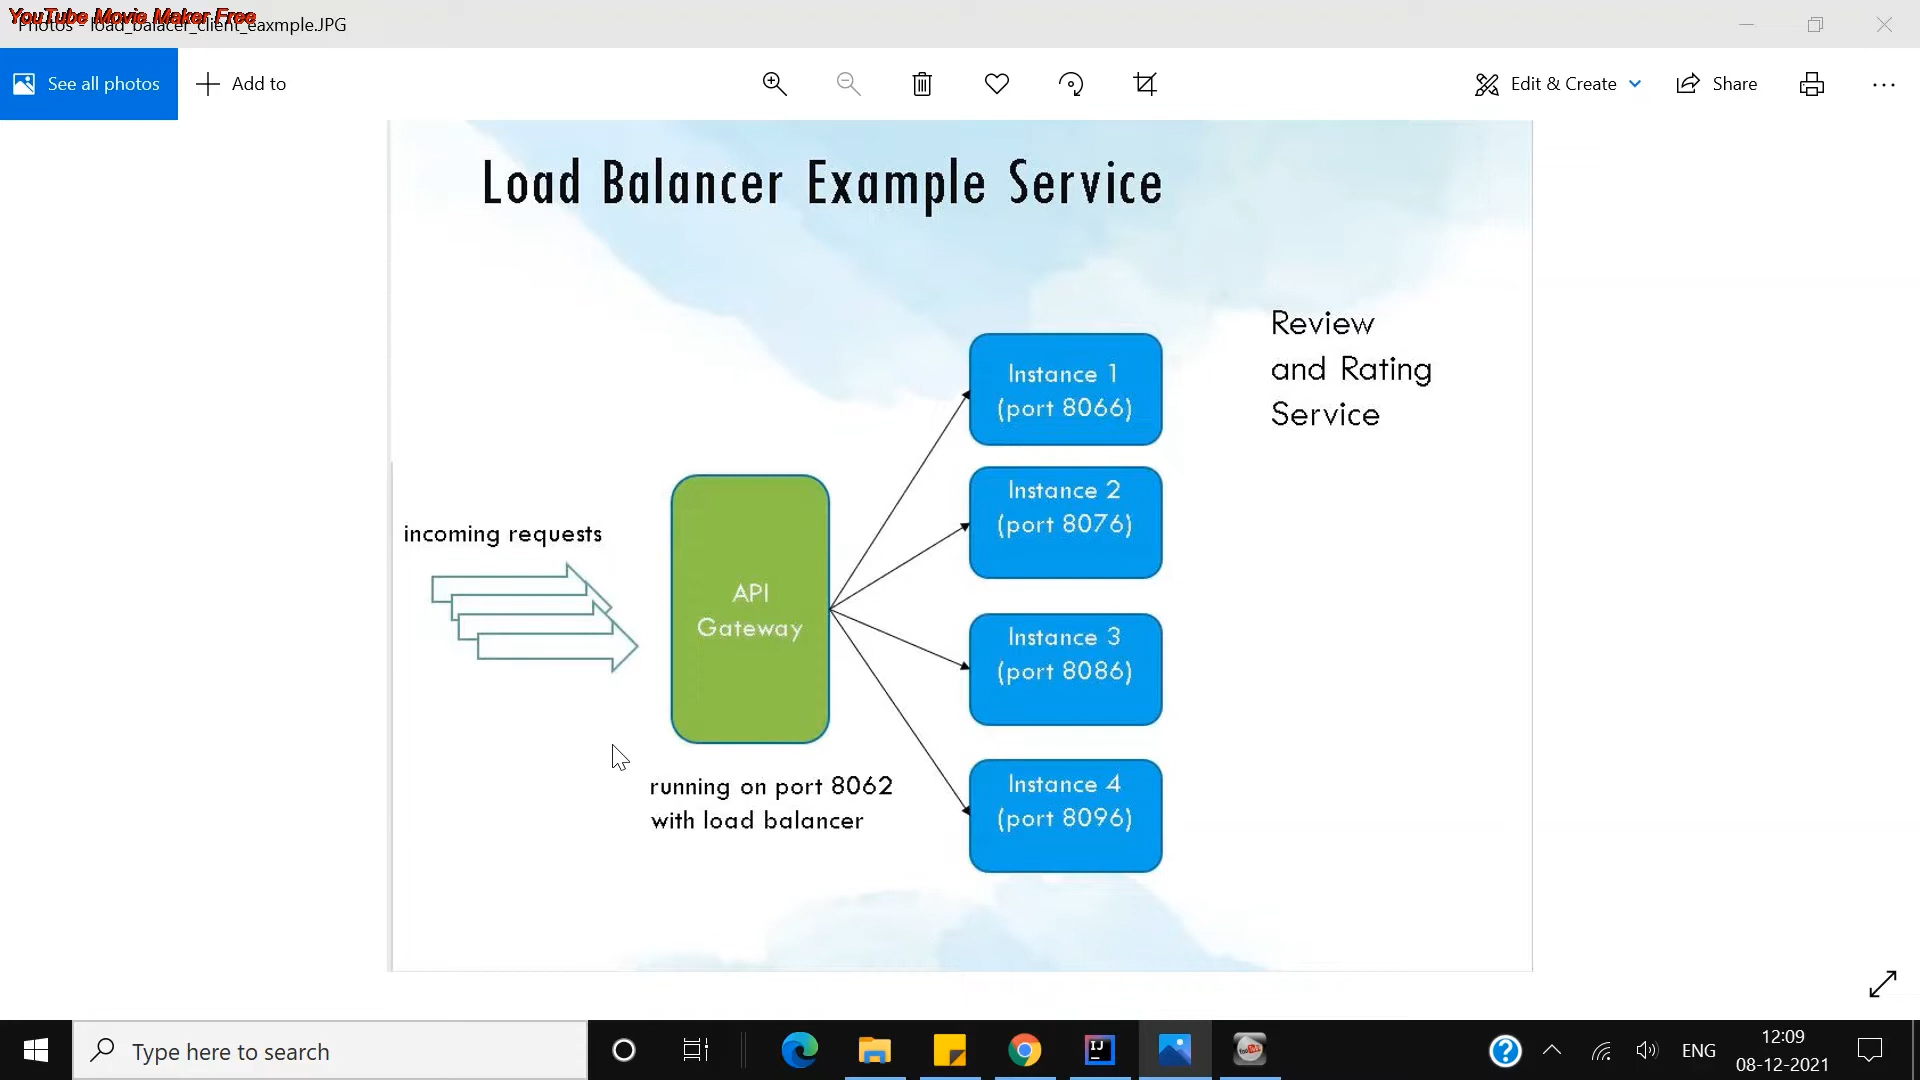 YouTube Movie Maker Free
Photos - load_balacer_client_eaxmple.JPG
See all photos
Add to
Edit & Create
Share
Load Balancer Example Service
Review
and Rating
Service
Instance 1
(port 8066)
Instance 2
(port 8076)
incoming requests
API
Gateway
Instance 3
(port 8086)
running on port 8062
with load balancer
Instance 4
(port 8096)
Type here to search
ENG
12:09
08-12-2021